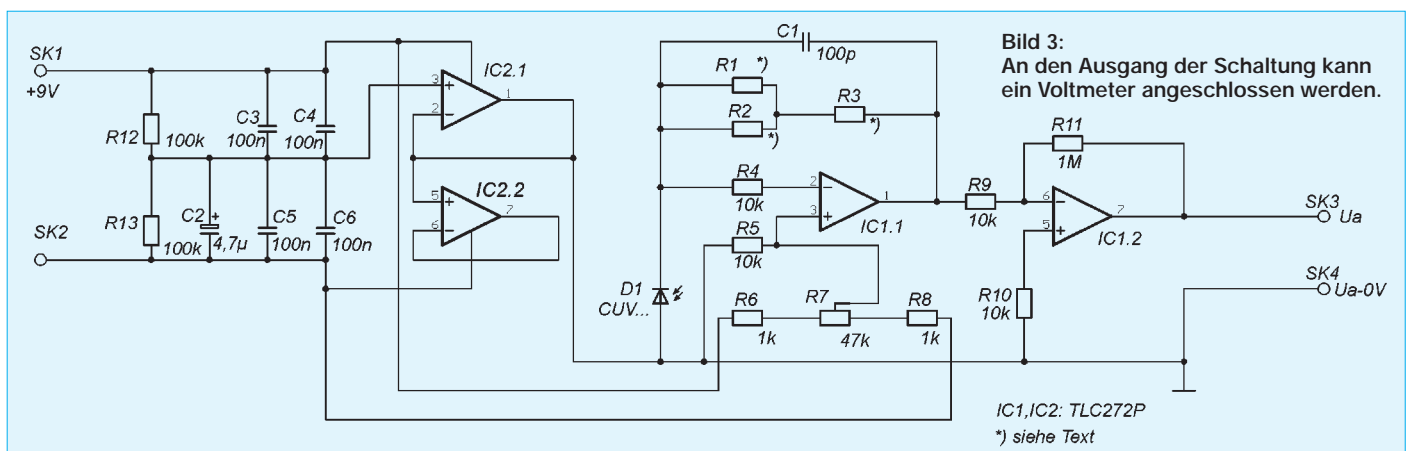 Bild 3:
An den Ausgang der Schaltung kann
ein Voltmeter angeschlossen werden.
SK1
+9V
R12
100k
C3
100n
C4
100n
3
2
1
IC2.1
SK2
R13
100k
C2
+
4,7µ
C5
100n
C6
100n
5
6
7
IC2.2
C1
100p
R1
*)
R2
*)
R3
*)
R4
10k
2
3
1
IC1.1
R5
10k
D1
CUV...
R6
1k
R7
47k
R8
1k
R9
10k
R11
1M
6
5
7
IC1.2
R10
10k
SK3
Ua
SK4
Ua-0V
IC1,IC2: TLC272P
*) siehe Text